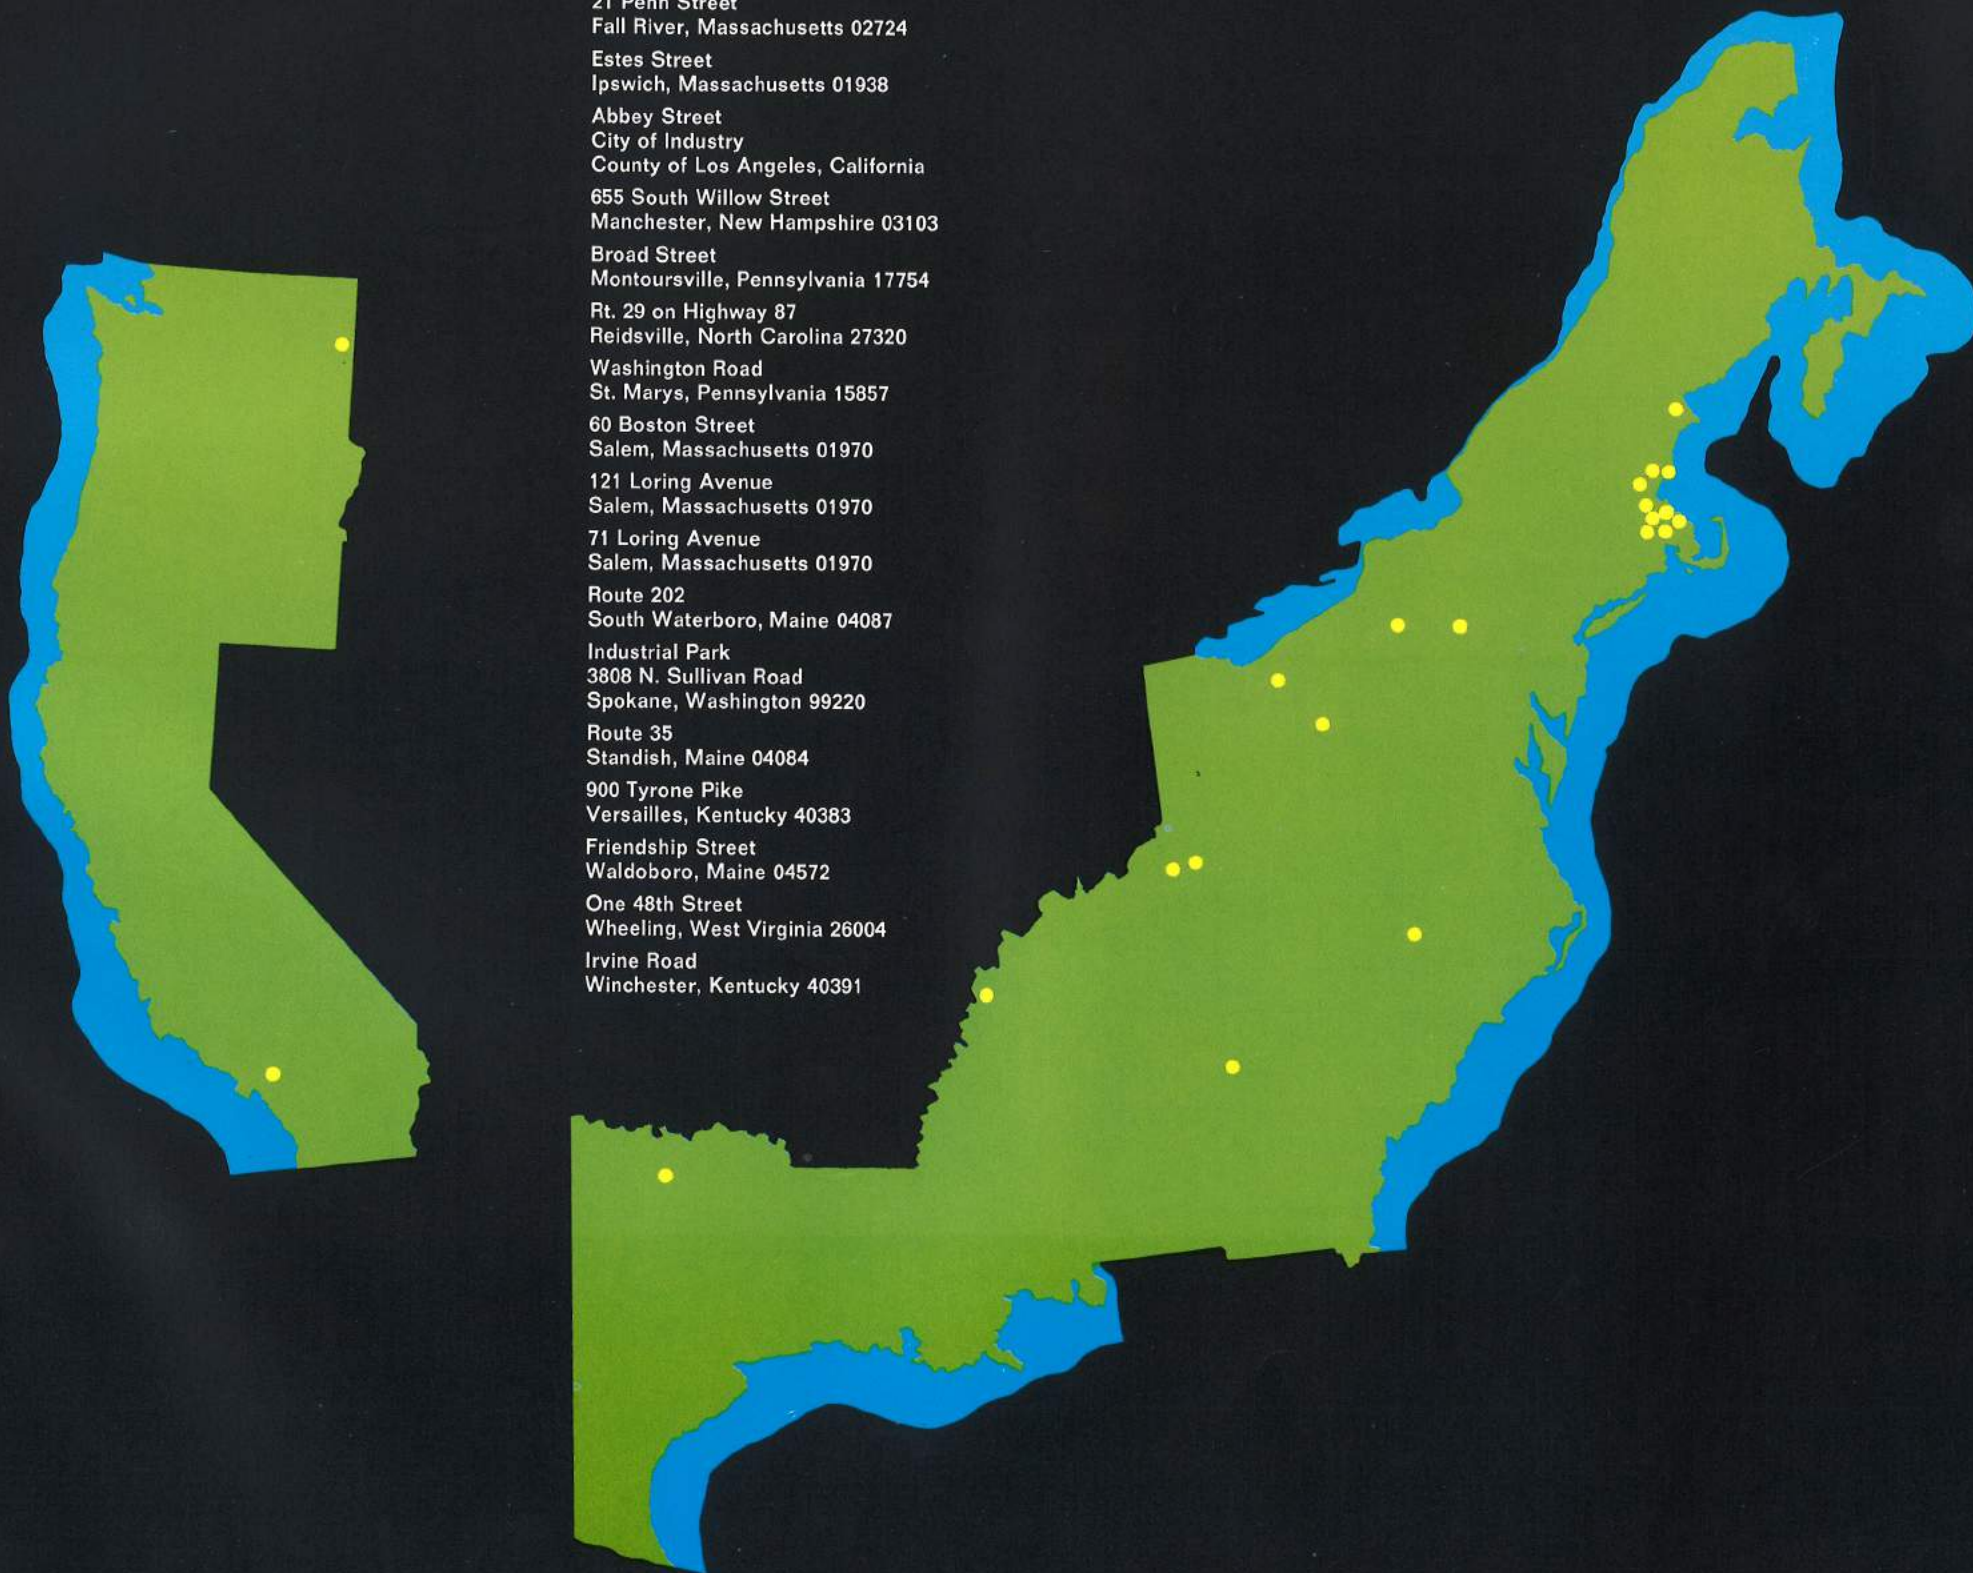 21 Penn Street
Fall River, Massachusetts 02724
Estes Street
Ipswich, Massachusetts 01938
Abbey Street
City of Industry
County of Los Angeles, California
655 South Willow Street
Manchester, New Hampshire 03103
Broad Street
Montoursville, Pennsylvania 17754
Rt. 29 on Highway 87
Reidsville, North Carolina 27320
Washington Road
St. Marys, Pennsylvania 15857
60 Boston Street
Salem, Massachusetts 01970
121 Loring Avenue
Salem, Massachusetts 01970
71 Loring Avenue
Salem, Massachusetts 01970
Route 202
South Waterboro, Maine 04087
Industrial Park
3808 N. Sullivan Road
Spokane, Washington 99220
Route 35
Standish, Maine 04084
900 Tyrone Pike
Versailles, Kentucky 40383
Friendship Street
Waldoboro, Maine 04572
One 48th Street
Wheeling, West Virginia 26004
Irvine Road
Winchester, Kentucky 40391